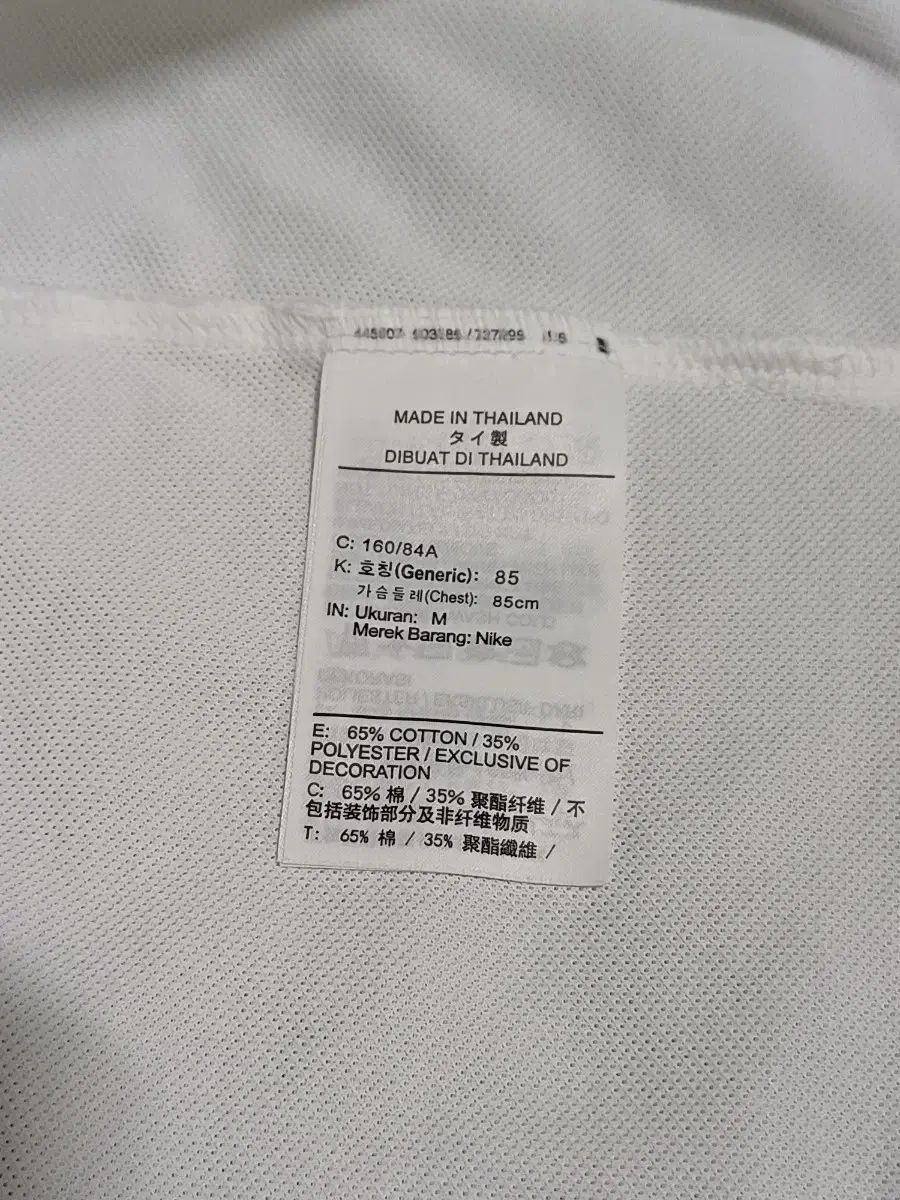 MADE IN THAILAND
タイ製
DIBUAT DI THAILAND
C: 160/84A
K: 호칭(Generic): 85
가슴둘레(Chest): 85cm
IN: Ukuran: M
Merek Barang: Nike
E: 65% COTTON / 35%
POLYESTER / EXCLUSIVE OF
DECORATION
C: 65% 棉 / 35% 聚酯纤维 / 不
包括装饰部分及非纤维物质
T: 65% 棉 / 35% 聚酯纖維 /